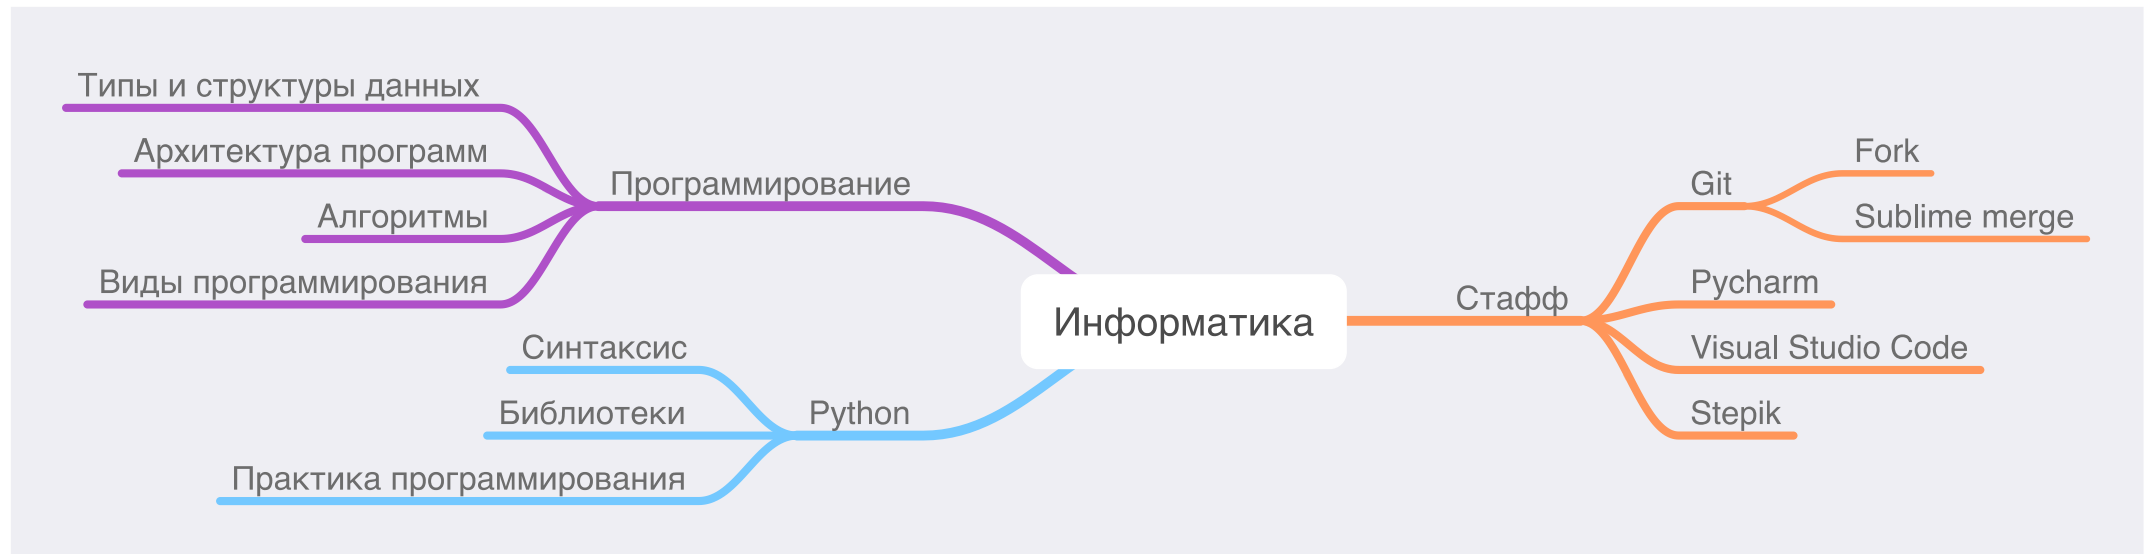 Типы и структуры данных
Архитектура программ
Алгоритмы
Виды программирования
Программирование
Синтаксис
Библиотеки
Практика программирования
Python
Информатика
Стафф
Git
Fork
Sublime merge
Pycharm
Visual Studio Code
Stepik